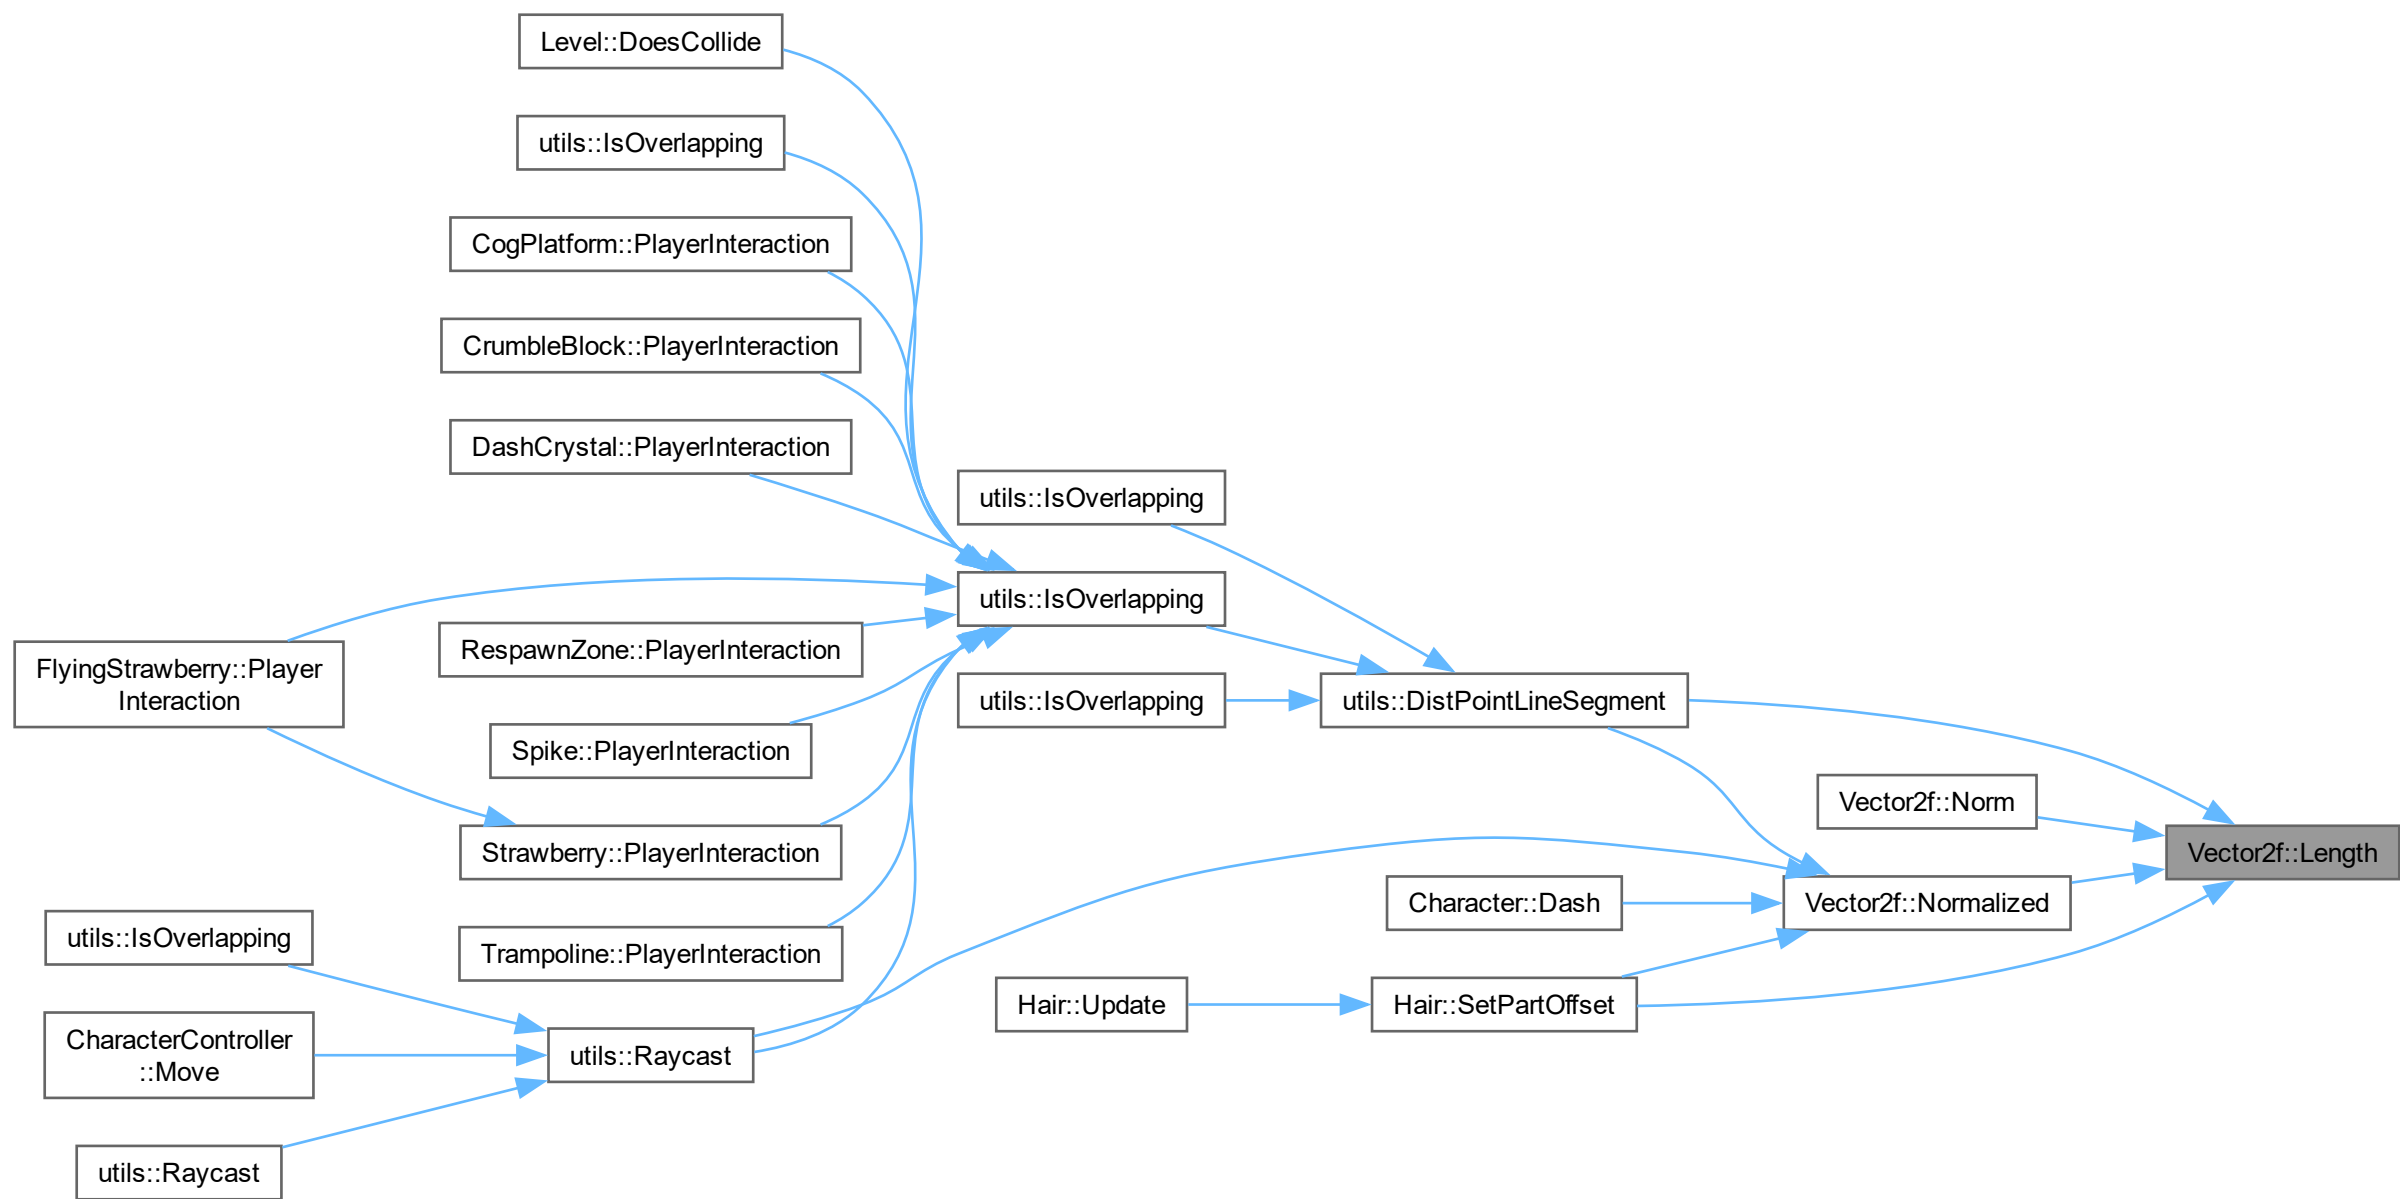 Level::DoesCollide
utils::IsOverlapping
CogPlatform::PlayerInteraction
CrumbleBlock::PlayerInteraction
DashCrystal::PlayerInteraction
utils::IsOverlapping
utils::IsOverlapping
RespawnZone::PlayerInteraction
FlyingStrawberry::Player
Interaction
utils::IsOverlapping
utils::DistPointLineSegment
Spike::PlayerInteraction
Vector2f::Norm
Strawberry::PlayerInteraction
Vector2f::Length
Character::Dash
Vector2f::Normalized
utils::IsOverlapping
Trampoline::PlayerInteraction
Hair::Update
Hair::SetPartOffset
CharacterController
::Move
utils::Raycast
utils::Raycast